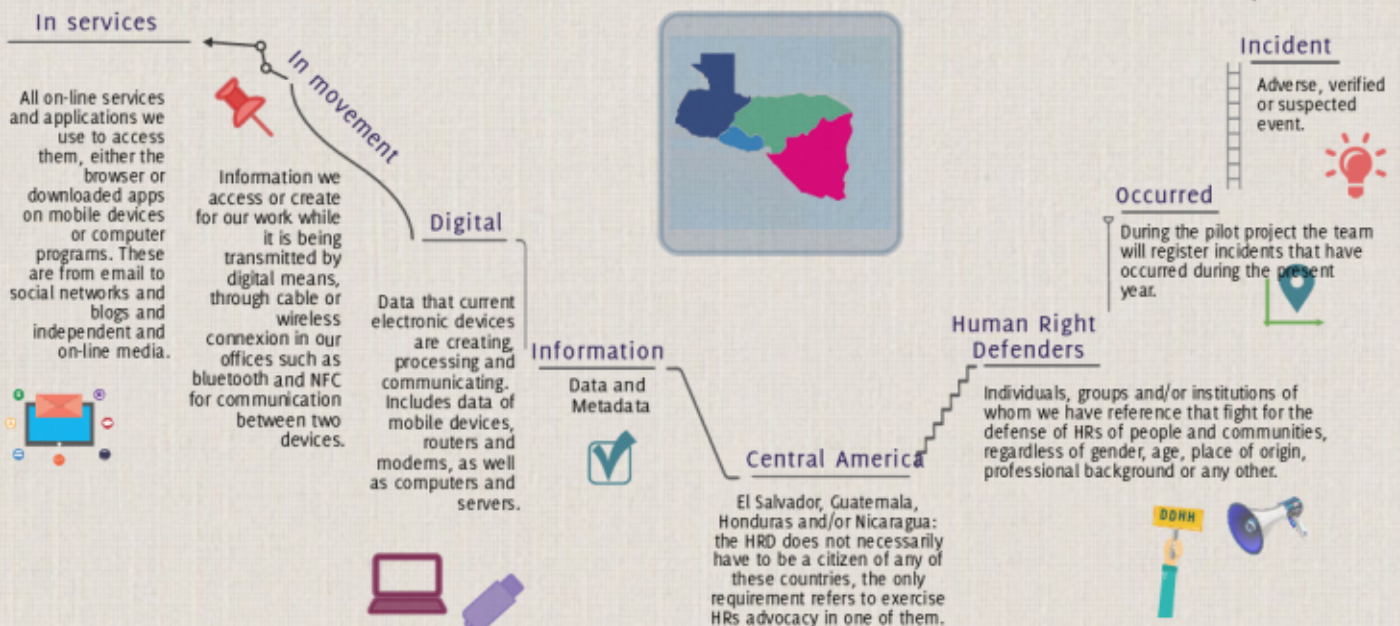 In services
All on-line services
and applications we
use to access
them, either the
browser or
downloaded apps
on mobile devices
or computer
programs. These
are from email to
social networks and
blogs and
independent and
on-line media.
In movement
Information we
access or create
for our work while
it is being
transmitted by
digital means,
through cable or
wireless
connexion in our
offices such as
bluetooth and NFC
for communication
between two
devices.
Digital
Data that current
electronic devices
are creating,
processing and
communicating.
Includes data of
mobile devices,
routers and
modems, as well
as computers and
servers.
Information
Data and
Metadata
Central America
El Salvador, Guatemala,
Honduras and/or Nicaragua:
the HRD does not necessarily
have to be a citizen of any of
these countries, the only
requirement refers to exercise
HRs advocacy in one of them.
Human Right
Defenders
Individuals, groups and/or institutions of
whom we have reference that fight for the
defense of HRs of people and communities,
regardless of gender, age, place of origin,
professional background or any other.
DDHH
Occurred
During the pilot project the team
will register incidents that have
occurred during the present
year.
Incident
Adverse, verified
or suspected
event.